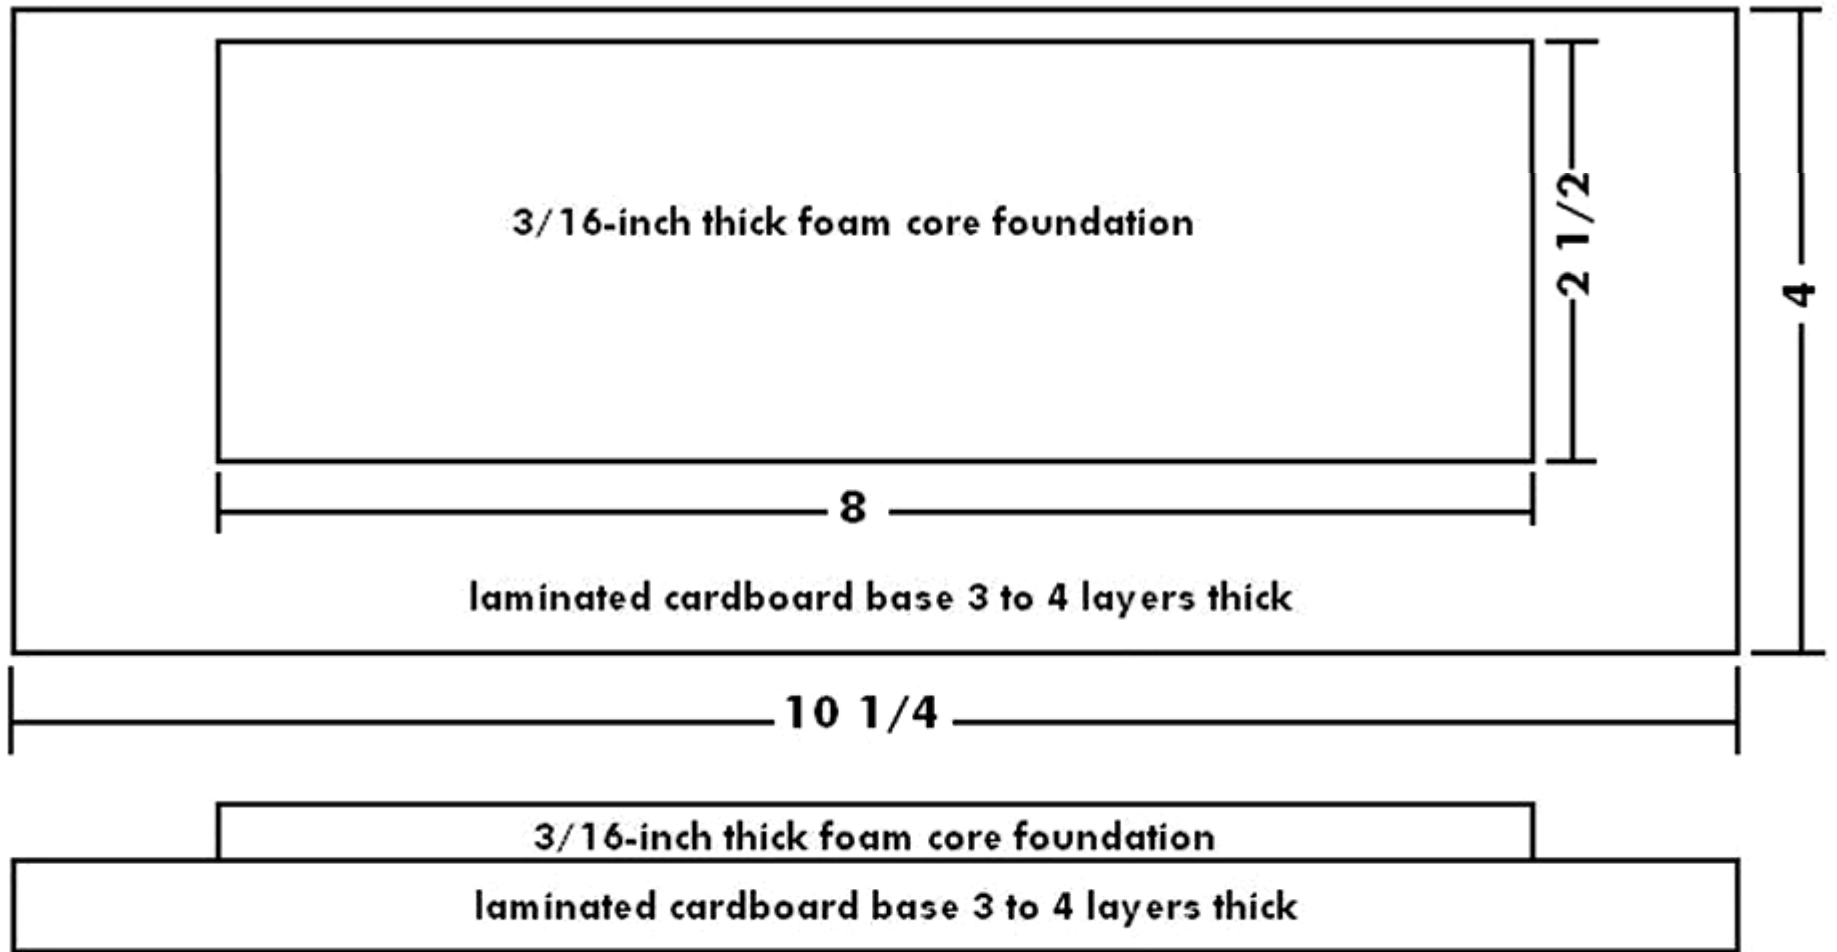 3/16-inch thick foam core foundation
2 1/2
4
8
laminated cardboard base 3 to 4 layers thick
10 1/4
3/16-inch thick foam core foundation
laminated cardboard base 3 to 4 layers thick